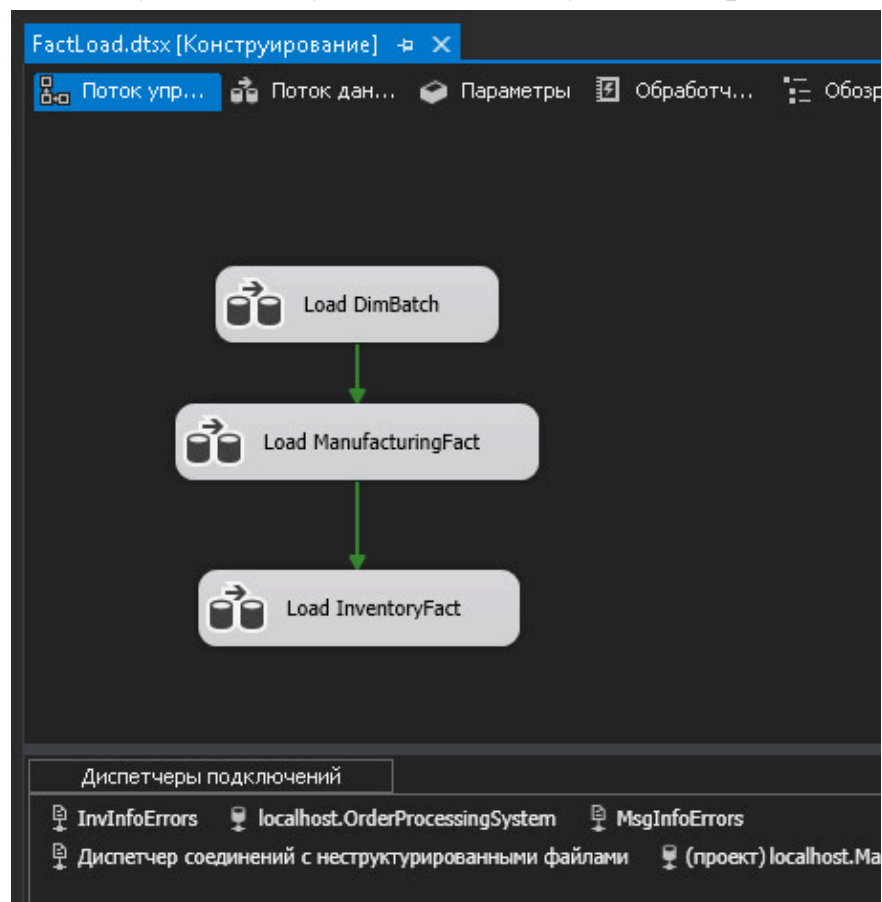 FactLoad.dtsx [Конструирование]
Поток упр... Поток дан... Параметры Обработч... Обозр
Load DimBatch
Load ManufacturingFact
Load InventoryFact
Диспетчеры подключений
InvInfoErrors localhost.OrderProcessingSystem MsgInfoErrors
Диспетчер соединений с неструктурированными файлами (проект) localhost.Ma